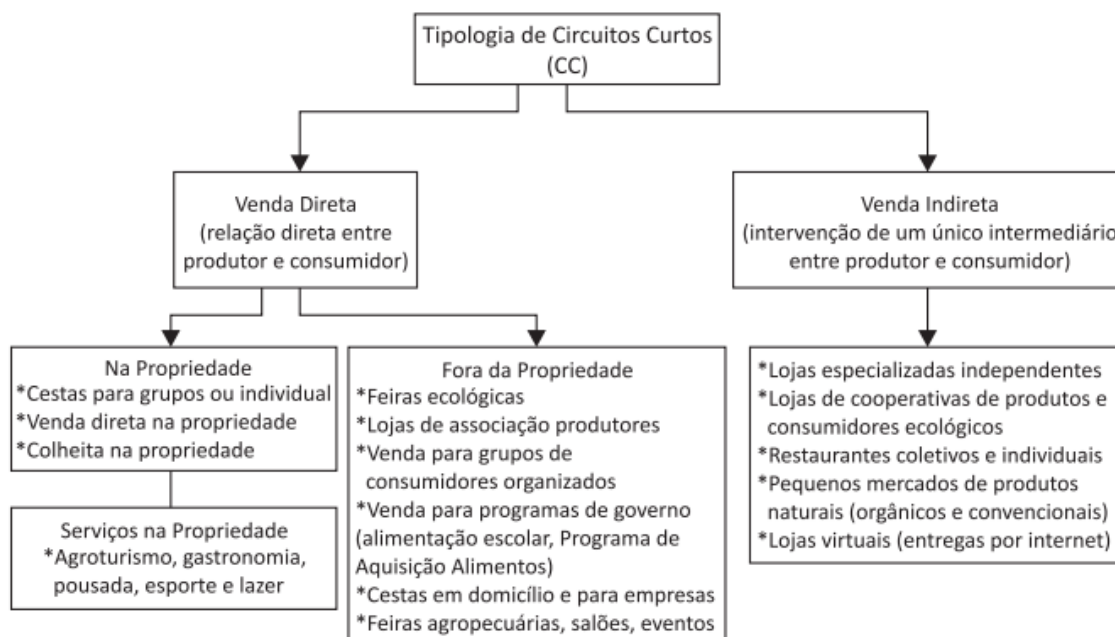 Tipologia de Circuitos Curtos
(CC)
Venda Direta
(relação direta entre
produtor e consumidor)
Venda Indireta
(intervenção de um único intermediário
entre produtor e consumidor)
Na Propriedade
*Cestas para grupos ou individual
*Venda direta na propriedade
*Colheita na propriedade
Serviços na Propriedade
*Agroturismo, gastronomia,
pousada, esporte e lazer
Fora da Propriedade
*Feiras ecológicas
*Lojas de associação produtores
*Venda para grupos de
consumidores organizados
*Venda para programas de governo
(alimentação escolar, Programa de
Aquisição Alimentos)
*Cestas em domicílio e para empresas
*Feiras agropecuárias, salões, eventos
*Lojas especializadas independentes
*Lojas de cooperativas de produtos e
consumidores ecológicos
*Restaurantes coletivos e individuais
*Pequenos mercados de produtos
naturais (orgânicos e convencionais)
*Lojas virtuais (entregas por internet)